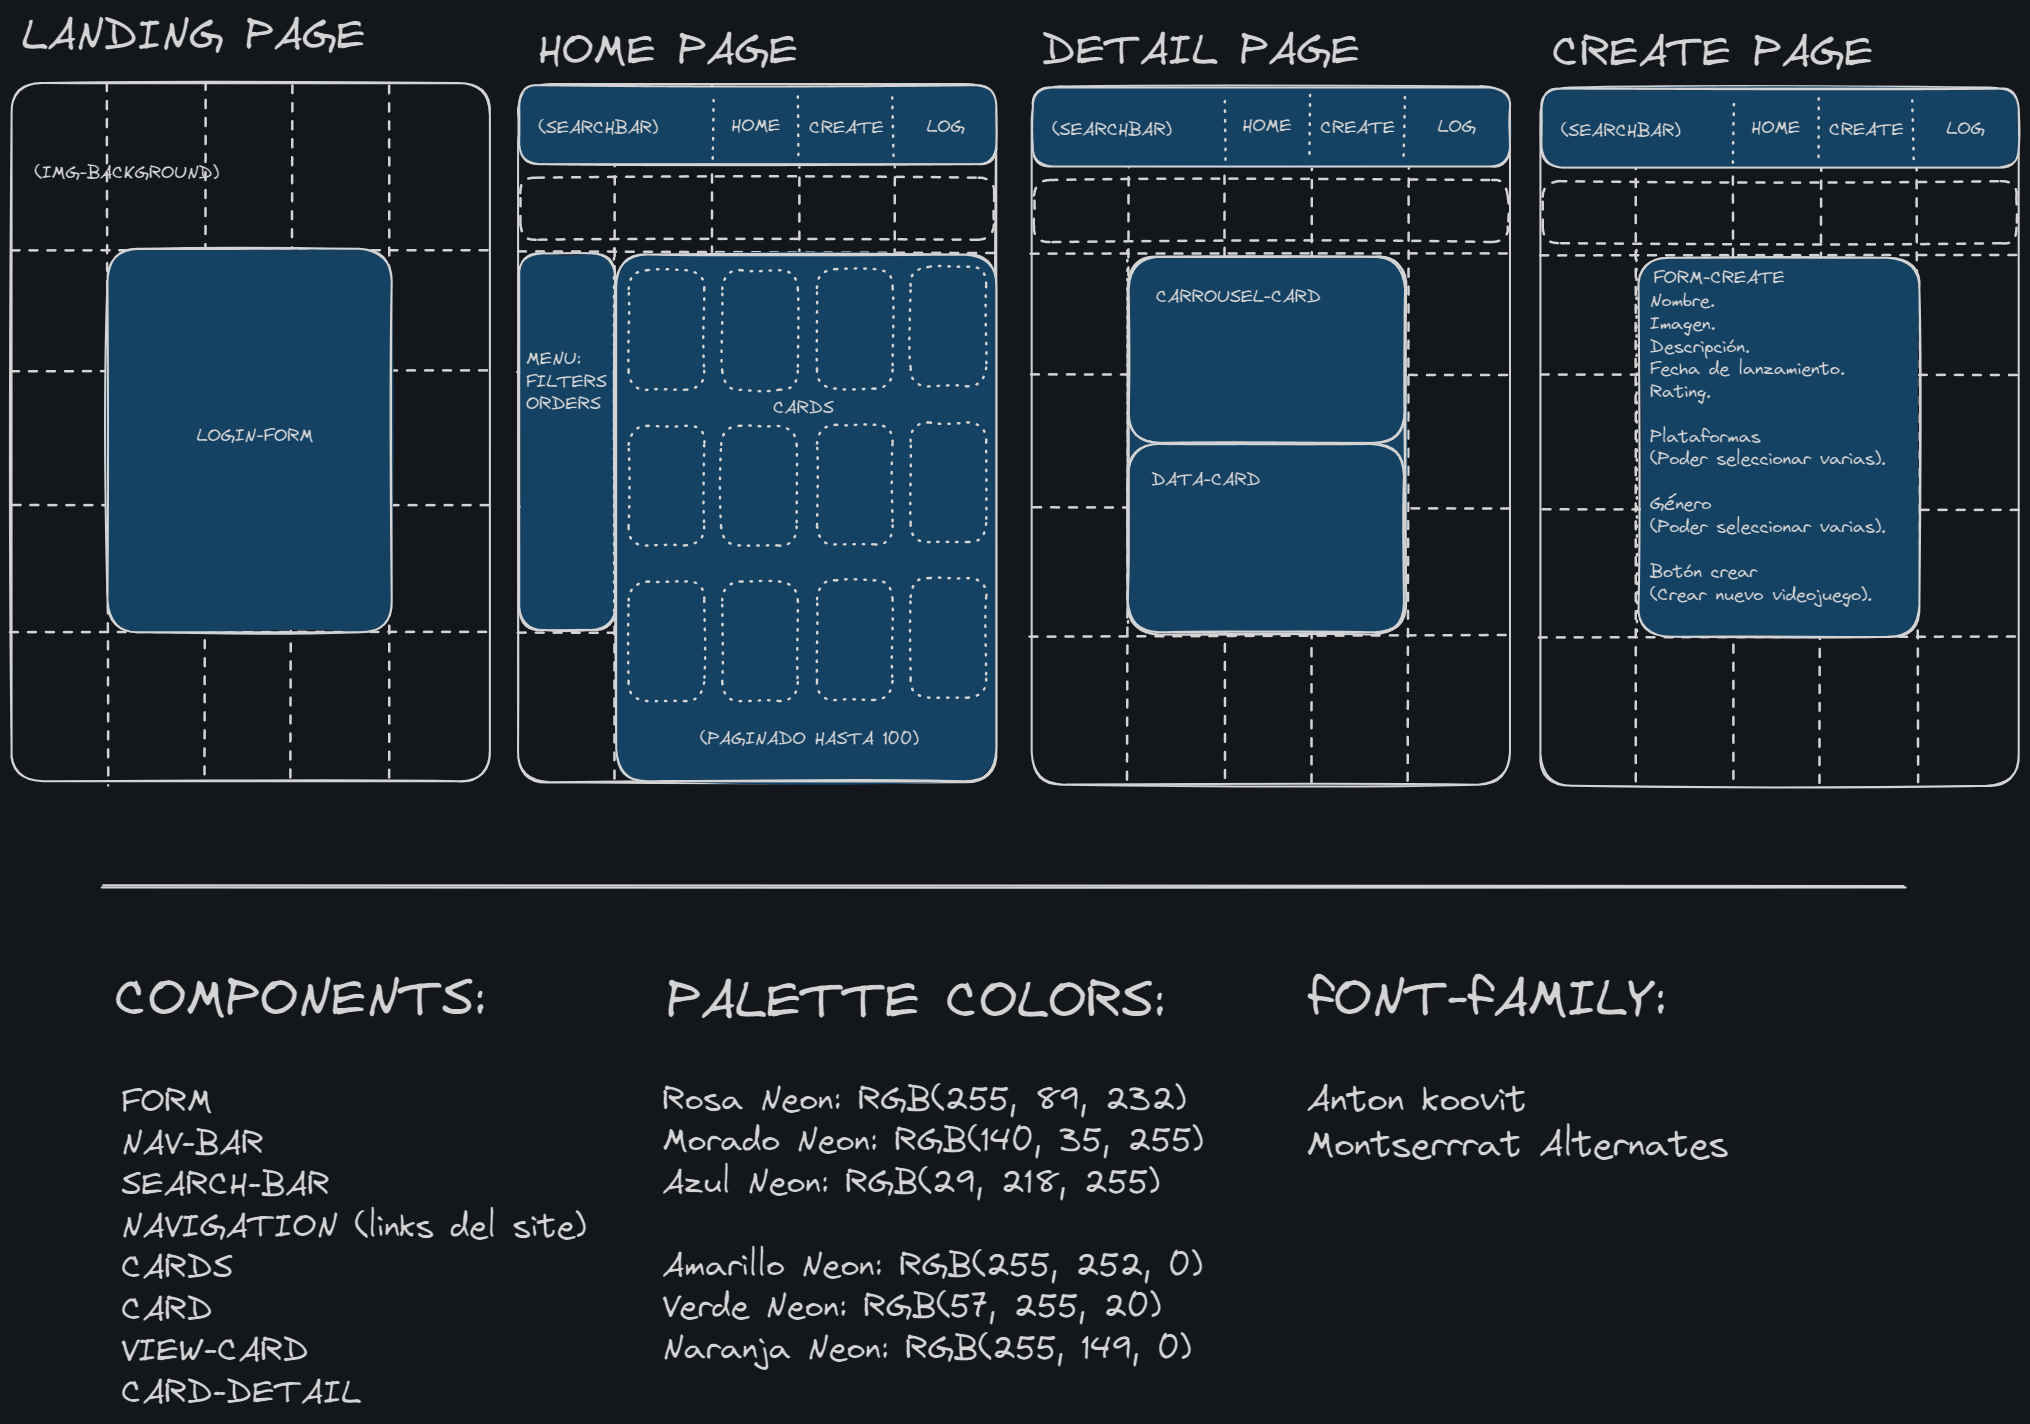 LANDING PAGE
(IMG-BACKGROUND)
LOGIN-FORM
HOME PAGE
(SEARCHBAR) HOME CREATE LOG
MENU:
FILTERS
ORDERS
CARDS
(PAGINADO HASTA 100)
DETAIL PAGE
(SEARCHBAR) HOME CREATE LOG
CARROUSEL-CARD
DATA-CARD
CREATE PAGE
(SEARCHBAR) HOME CREATE LOG
FORM-CREATE
Nombre.
Imagen.
Descripción.
Fecha de lanzamiento.
Rating.
Plataformas
(Poder seleccionar varias).
Género
(Poder seleccionar varias).
Botón crear
(Crear nuevo videojuego).
COMPONENTS:
FORM
NAV-BAR
SEARCH-BAR
NAVIGATION (links del site)
CARDS
CARD
VIEW-CARD
CARD-DETAIL
PALETTE COLORS:
Rosa Neon: RGB(255, 89, 232)
Morado Neon: RGB(140, 35, 255)
Azul Neon: RGB(29, 218, 255)
Amarillo Neon: RGB(255, 252, 0)
Verde Neon: RGB(57, 255, 20)
Naranja Neon: RGB(255, 149, 0)
fONT-fAMILY:
Anton koovit
Montserrrat Alternates